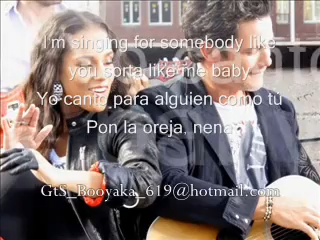 I'm singing for somebody like
you sorta like me baby
Yo canto para alguien como tu
Pon la oreja, nena
GtS_Booyaka_619@hotmail.com